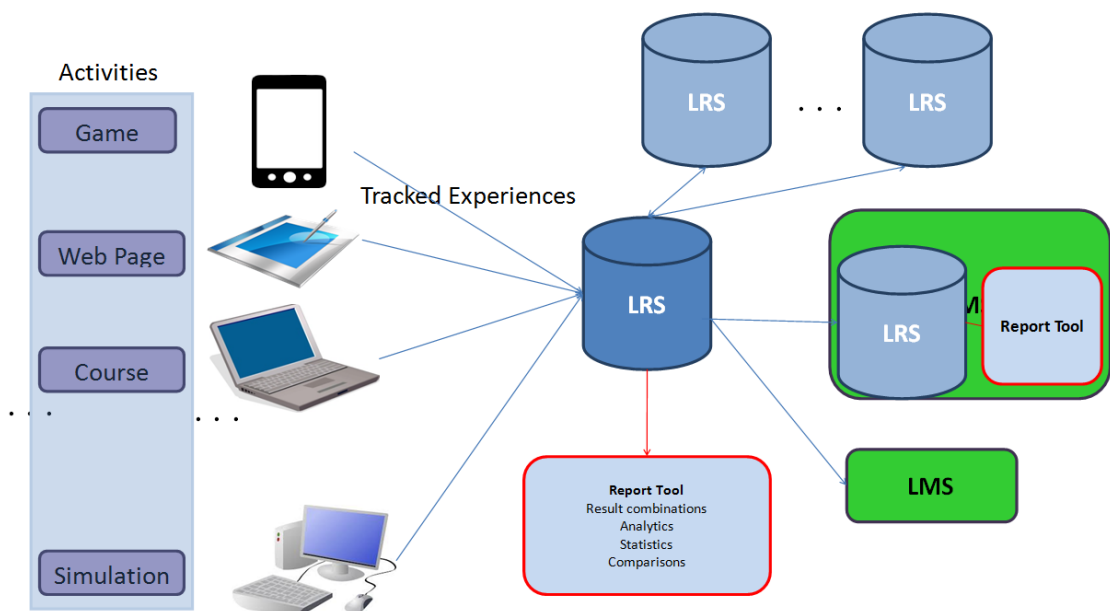 Activities
Game
Web Page
Course
. . .
Simulation
. . .
Tracked Experiences
LRS
. . .
LRS
LRS
LRS
Report Tool
LMS
Report Tool
Result combinations
Analytics
Statistics
Comparisons